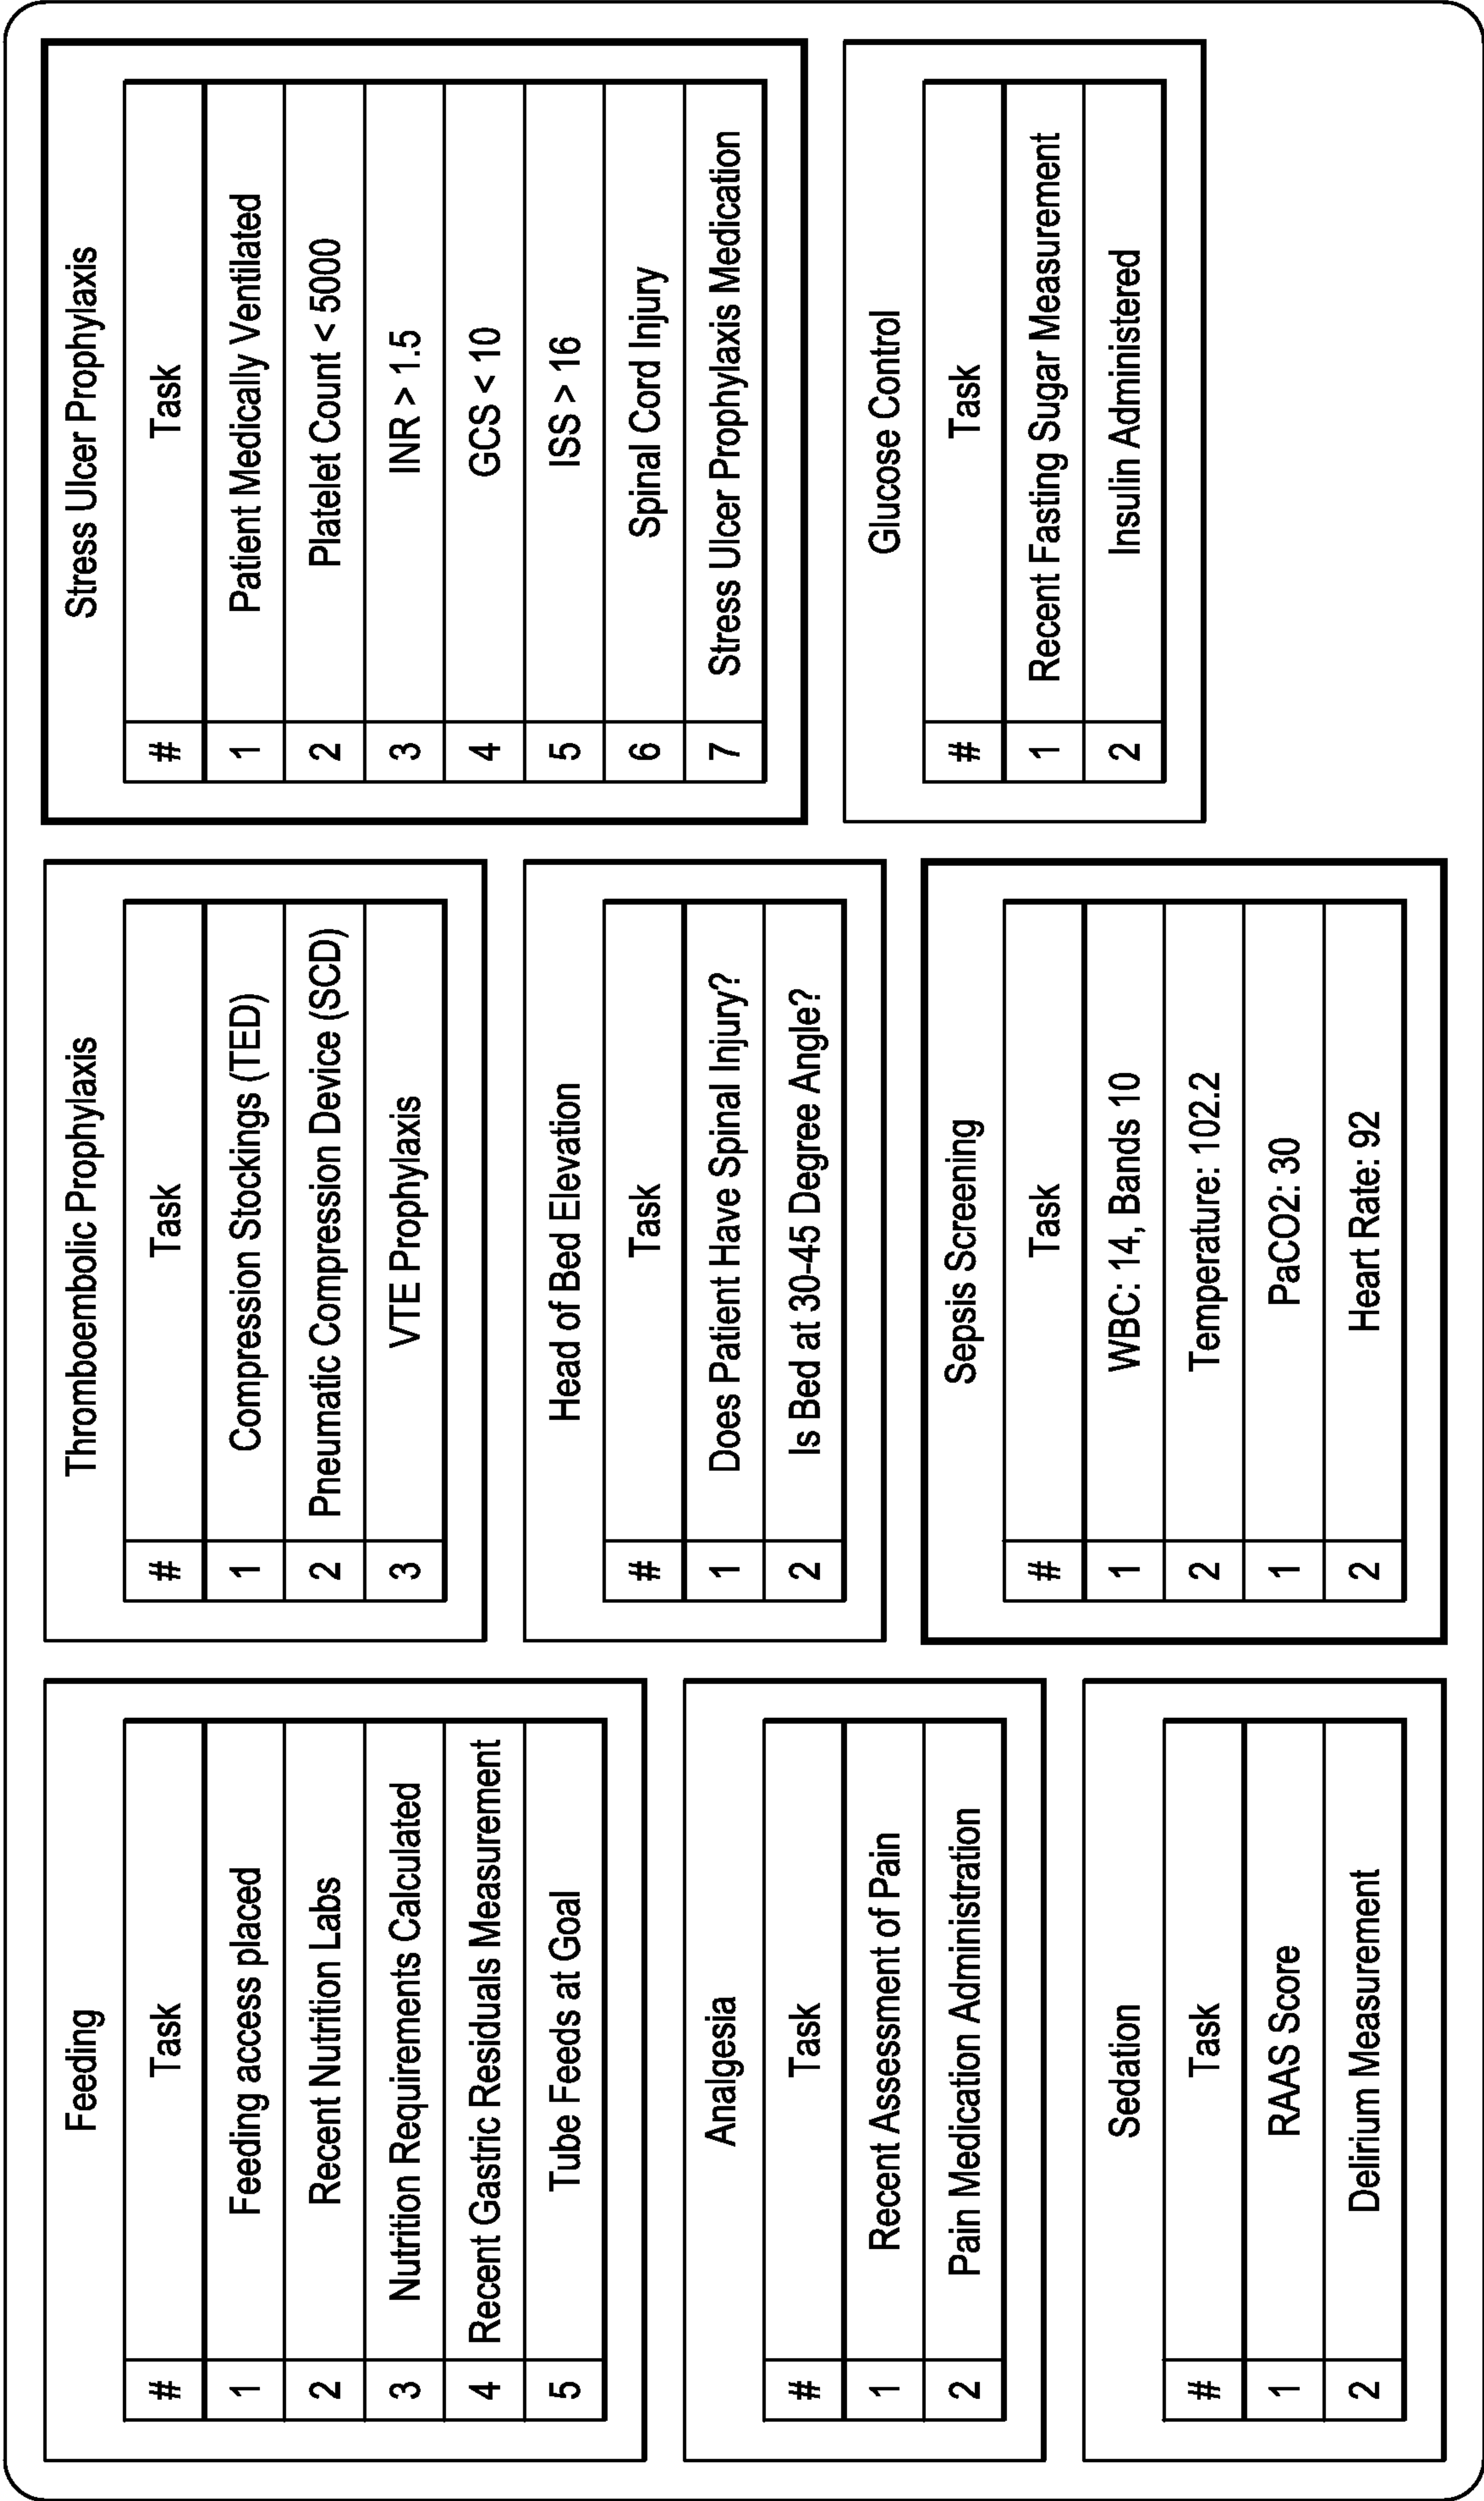 Feeding
# Task
1 Feeding access placed
2 Recent Nutrition Labs
3 Nutrition Requirements Calculated
4 Recent Gastric Residuals Measurement
5 Tube Feeds at Goal
Analgesia
# Task
1 Recent Assessment of Pain
2 Pain Medication Administration
Sedation
# Task
1 RAAS Score
2 Delirium Measurement
Thromboembolic Prophylaxis
# Task
1 Compression Stockings (TED)
2 Pneumatic Compression Device (SCD)
3 VTE Prophylaxis
Head of Bed Elevation
# Task
1 Does Patient Have Spinal Injury?
2 Is Bed at 30-45 Degree Angle?
Sepsis Screening
# Task
1 WBC: 14, Bands 10
2 Temperature: 102.2
1 PaCO2: 30
2 Heart Rate: 92
Stress Ulcer Prophylaxis
# Task
1 Patient Medically Ventilated
2 Platelet Count < 5000
3 INR > 1.5
4 GCS < 10
5 ISS > 16
6 Spinal Cord Injury
7 Stress Ulcer Prophylaxis Medication
Glucose Control
# Task
1 Recent Fasting Sugar Measurement
2 Insulin Administered